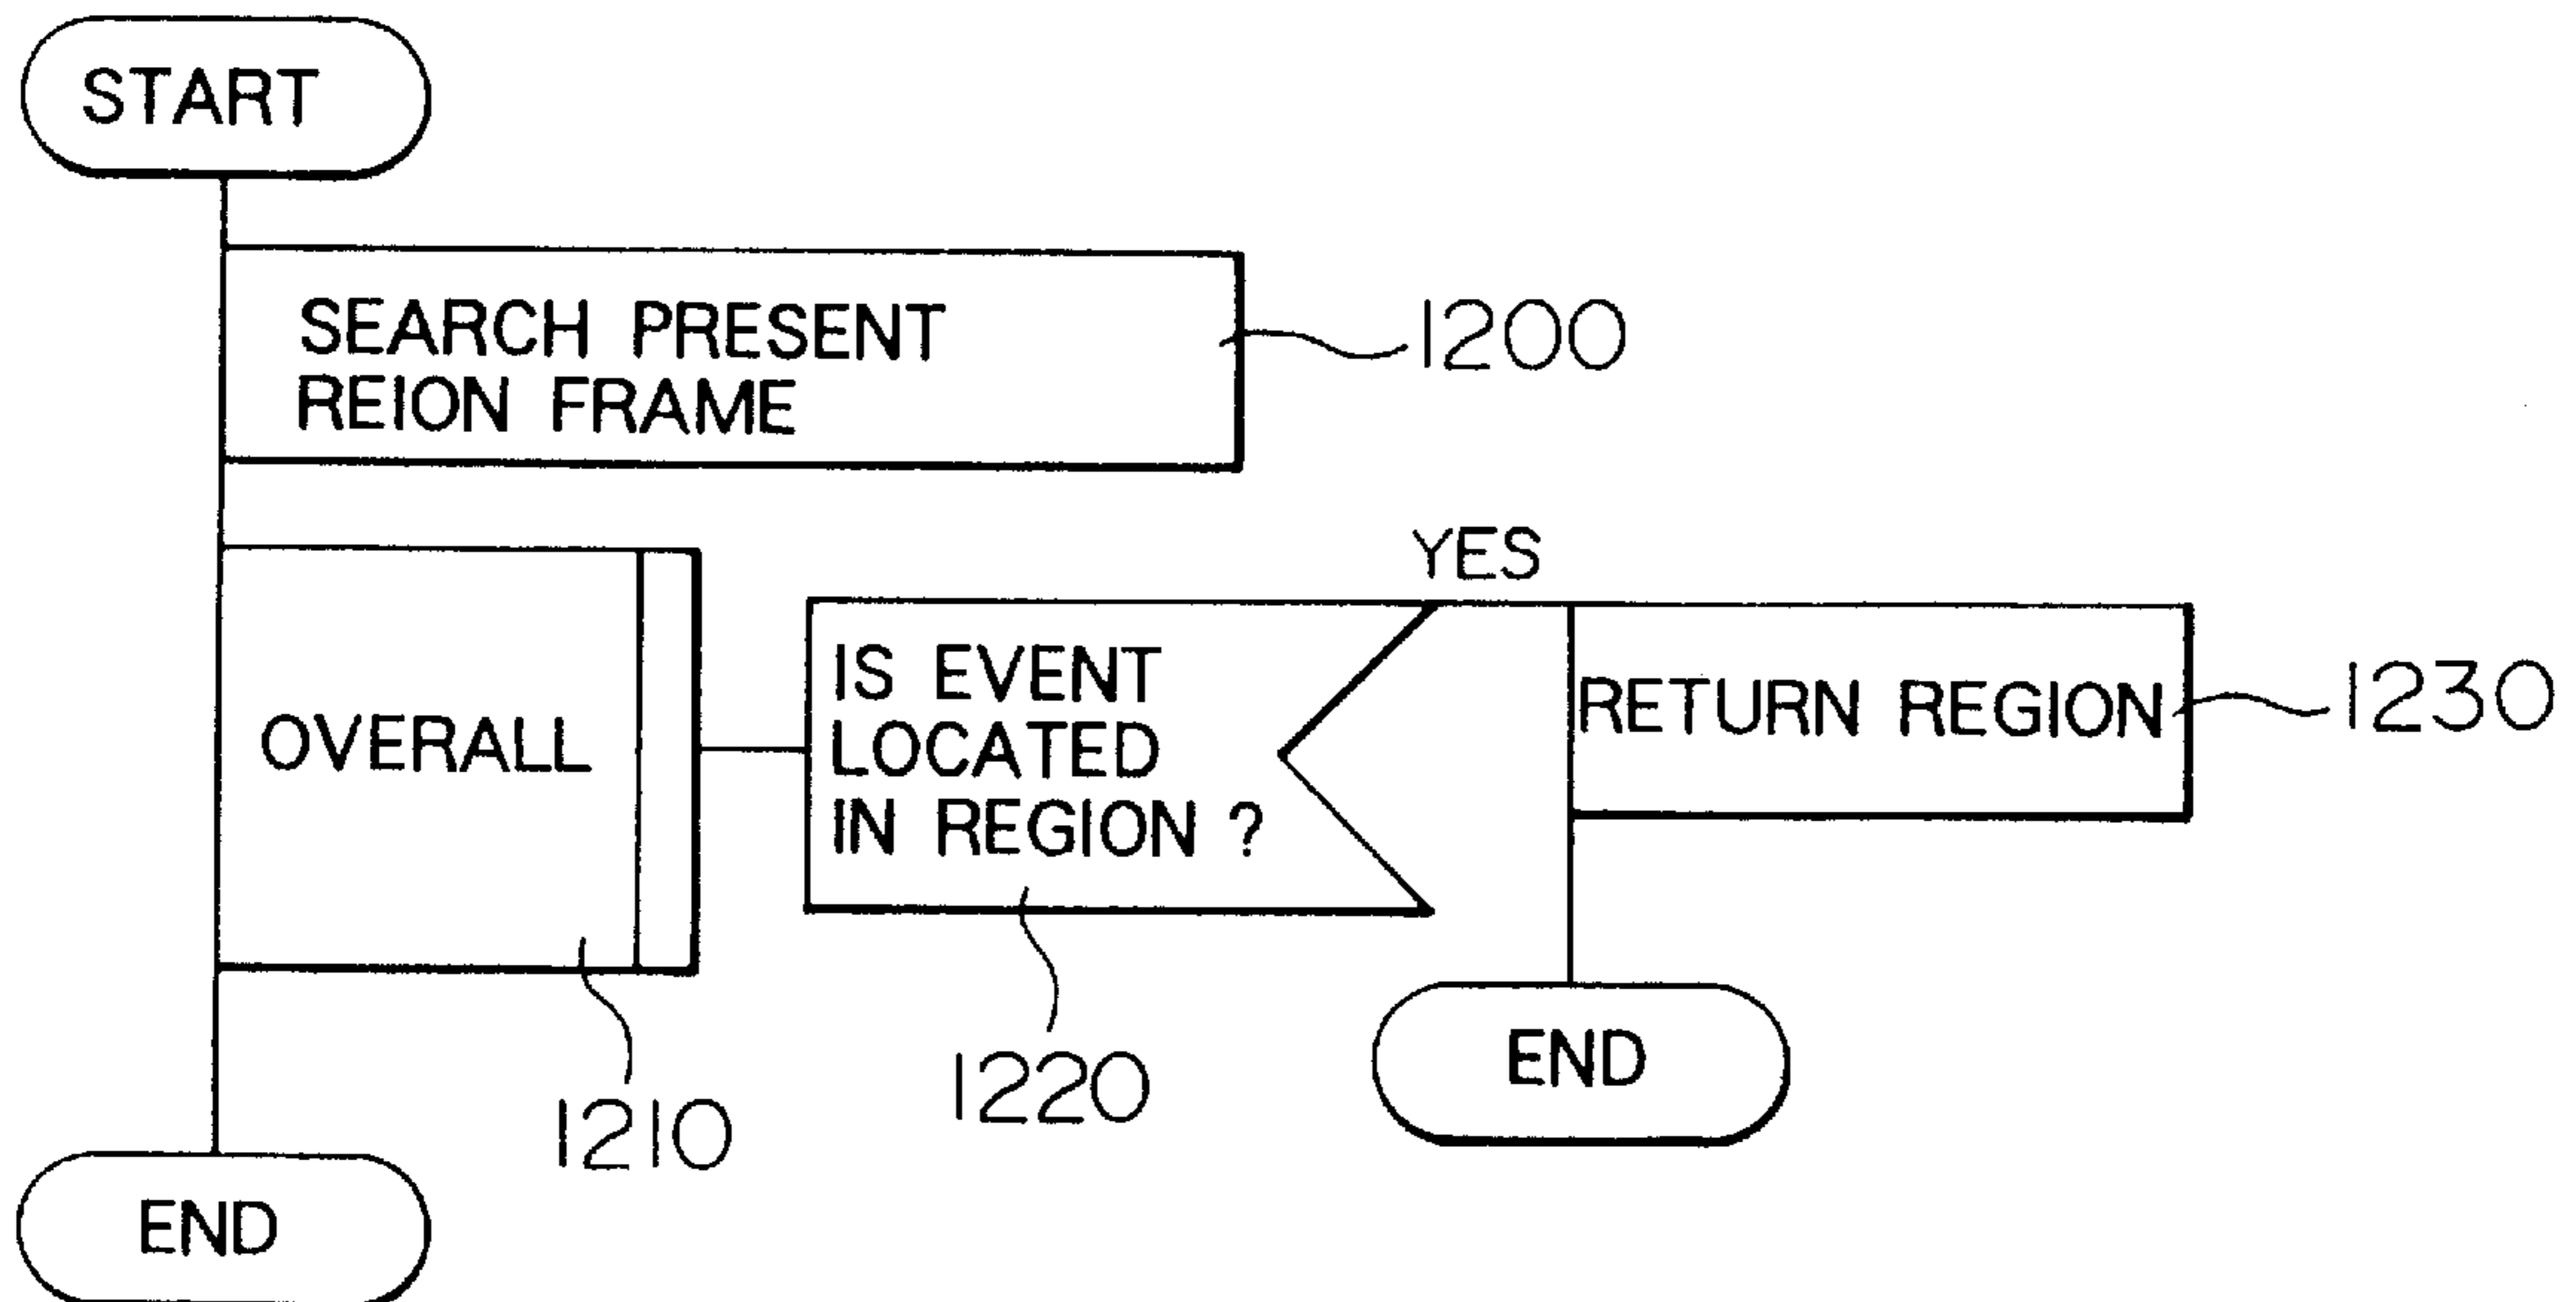 START
SEARCH PRESENT
REION FRAME
1200
OVERALL
1210
IS EVENT
LOCATED
IN REGION ?
1220
YES
RETURN REGION
1230
END
END